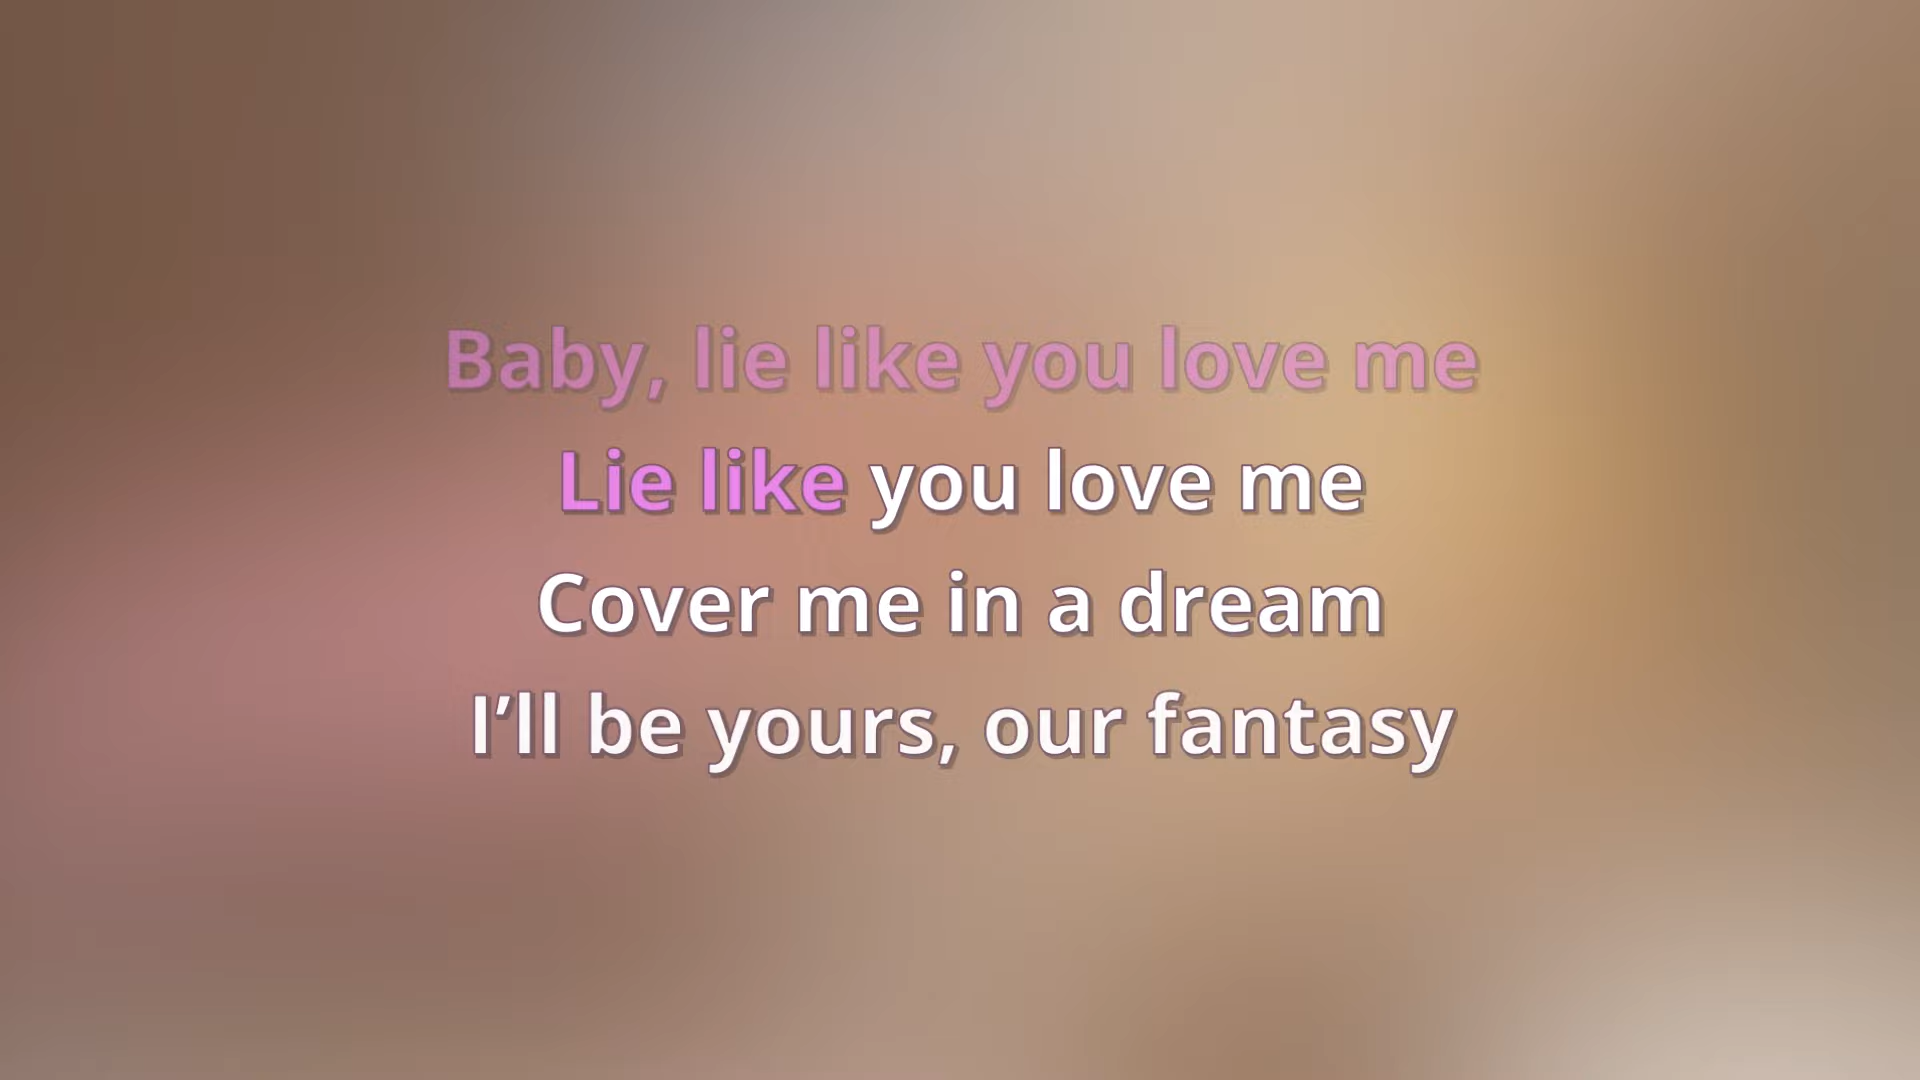 Baby, lie like you love me
Lie like you love me
Cover me in a dream
I’ll be yours, our fantasy